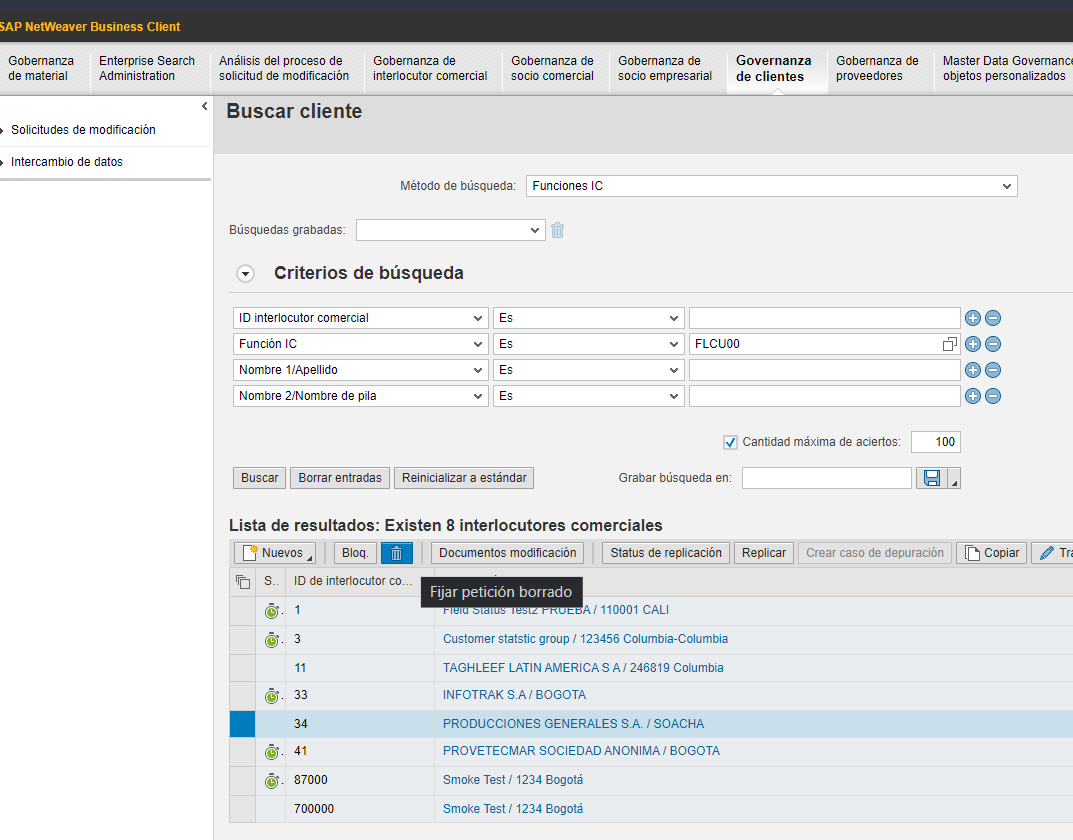 SAP NetWeaver Business Client
Gobernanza de material
Enterprise Search Administration
Análisis del proceso de solicitud de modificación
Gobernanza de interlocutor comercial
Gobernanza de socio comercial
Gobernanza de socio empresarial
Governanza de clientes
Gobernanza de proveedores
Master Data Governance objetos personalizados
Solicitudes de modificación
Intercambio de datos
Buscar cliente
Método de búsqueda: Funciones IC
Búsquedas grabadas:
Criterios de búsqueda
ID interlocutor comercial Es
Función IC Es FLCU00
Nombre 1/Apellido Es
Nombre 2/Nombre de pila Es
Cantidad máxima de aciertos: 100
Buscar Borrar entradas Reinicializar a estándar Grabar búsqueda en:
Lista de resultados: Existen 8 interlocutores comerciales
Nuevos Bloq. Documentos modificación Status de replicación Replicar Crear caso de depuración Copiar
S.. ID de interlocutor co...
Fijar petición borrado
1 Field Status Test2 PRUEBA / 110001 CALI
3 Customer statstic group / 123456 Columbia-Columbia
11 TAGHLEEF LATIN AMERICA S A / 246819 Columbia
33 INFOTRAK S.A / BOGOTA
34 PRODUCCIONES GENERALES S.A. / SOACHA
41 PROVETECMAR SOCIEDAD ANONIMA / BOGOTA
87000 Smoke Test / 1234 Bogotá
700000 Smoke Test / 1234 Bogotá